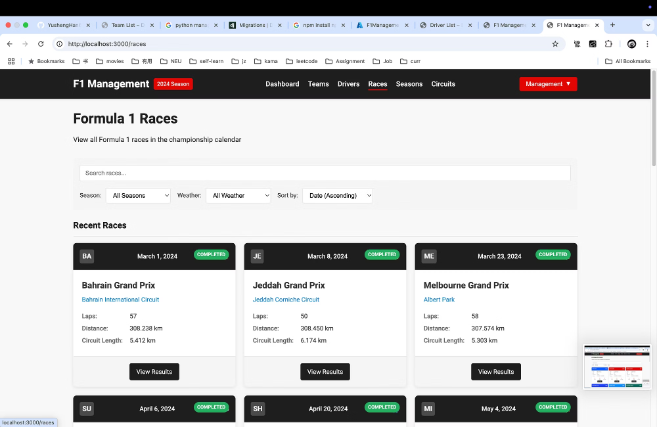 YushengHan
Team List – D
python manag
Migrations | D
npm install n
F1Managemen
Driver List –
F1 Managem
F1 Managem
http://localhost:3000/races
Bookmarks
movies
有用
NEU
self-learn
jz
kama
leetcode
Assignment
Job
curr
All Bookmarks
F1 Management
2024 Season
Dashboard
Teams
Drivers
Races
Seasons
Circuits
Management ▼
Formula 1 Races
View all Formula 1 races in the championship calendar
Search races...
Season:
All Seasons
Weather:
All Weather
Sort by:
Date (Ascending)
Recent Races
BA
March 1, 2024
COMPLETED
JE
March 8, 2024
COMPLETED
ME
March 23, 2024
COMPLETED
Bahrain Grand Prix
Jeddah Grand Prix
Melbourne Grand Prix
Bahrain International Circuit
Jeddah Corniche Circuit
Albert Park
Laps: 57
Laps: 50
Laps: 58
Distance: 308.238 km
Distance: 308.450 km
Distance: 307.574 km
Circuit Length: 5.412 km
Circuit Length: 6.174 km
Circuit Length: 5.303 km
View Results
View Results
View Results
SU
April 6, 2024
COMPLETED
SH
April 20, 2024
COMPLETED
MI
May 4, 2024
COMPLETED
localhost:3000/races